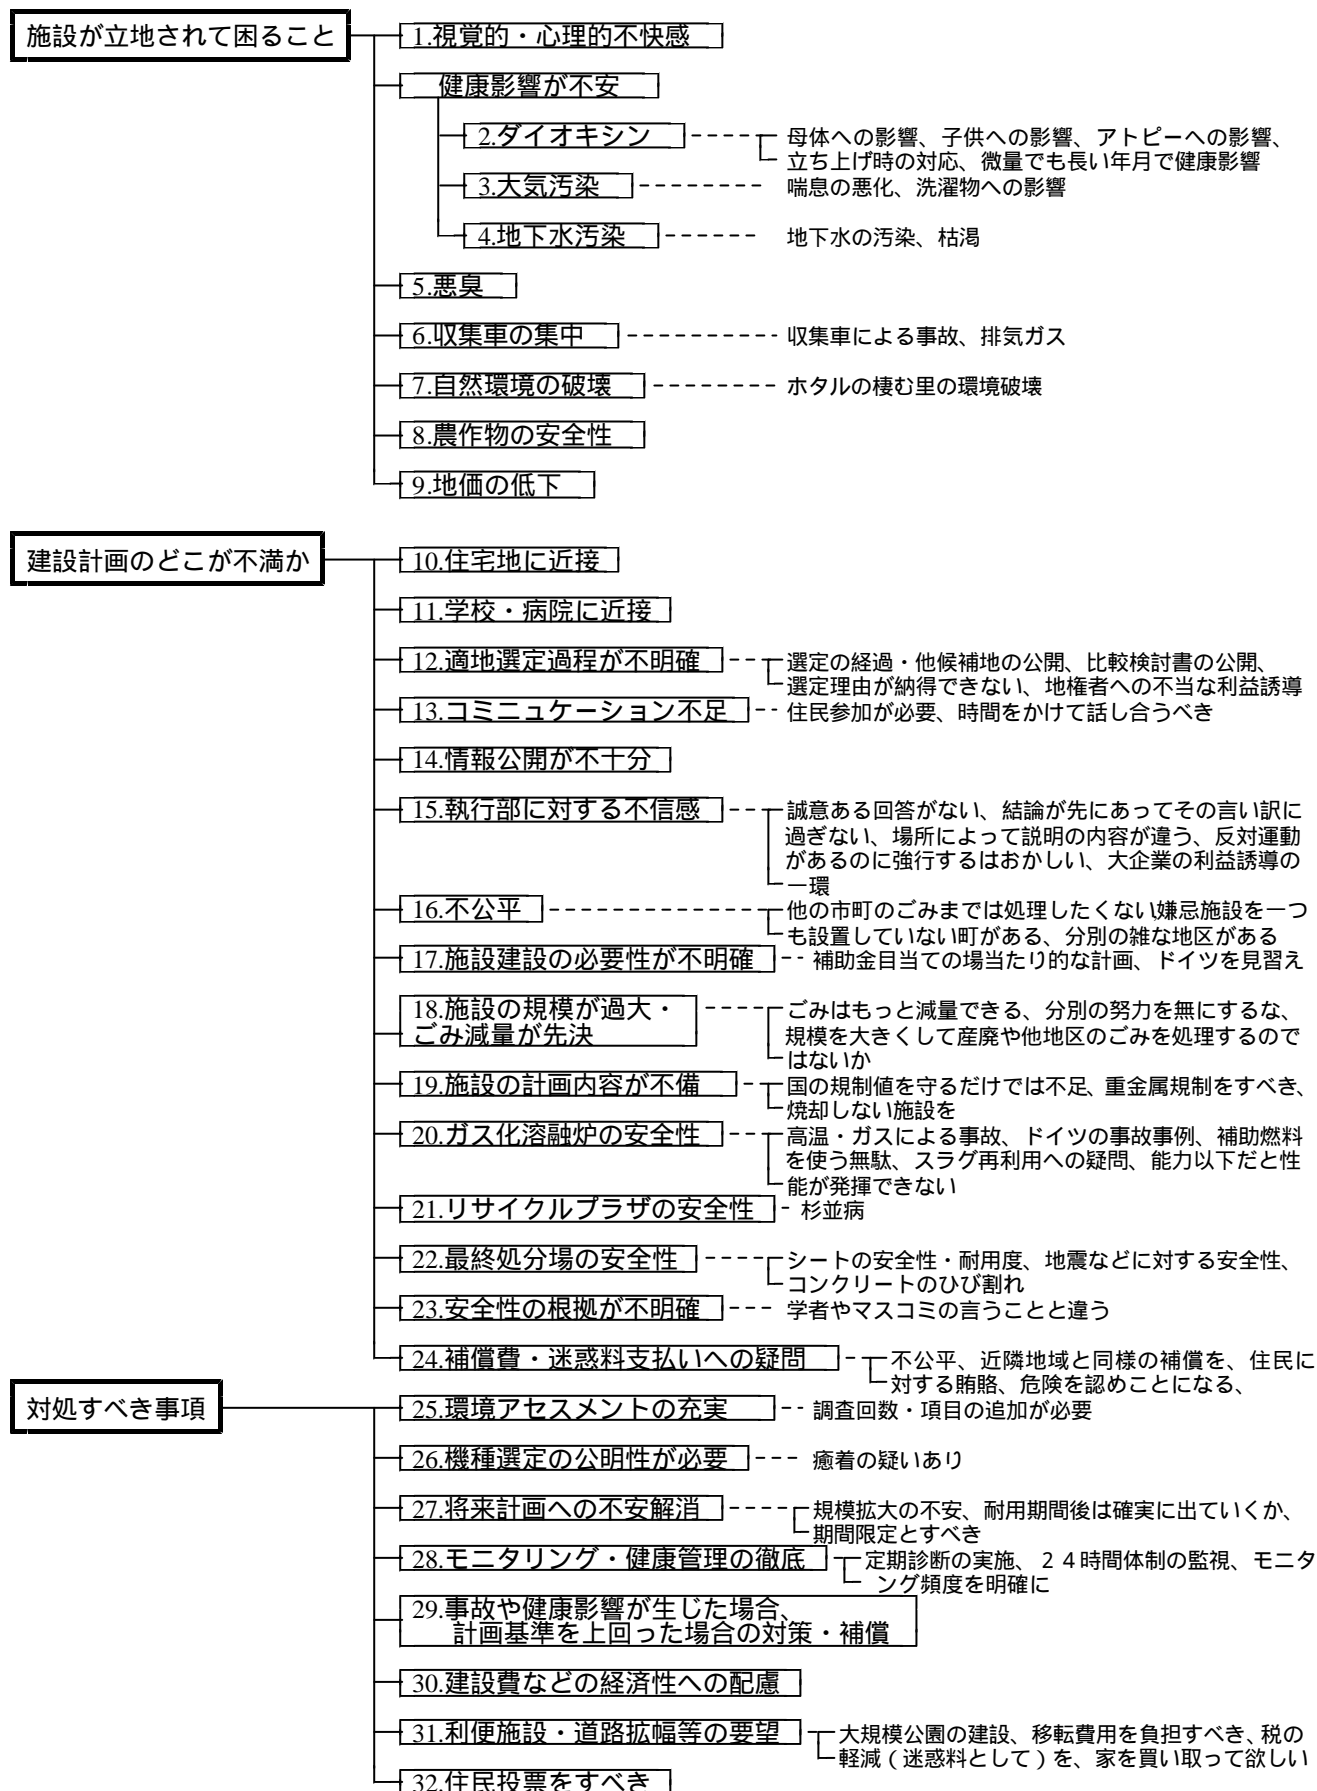 施設が立地されて困ること
1.視覚的・心理的不快感
健康影響が不安
2.ダイオキシン
母体への影響、子供への影響、アトピーへの影響、
立ち上げ時の対応、微量でも長い年月で健康影響
3.大気汚染
喘息の悪化、洗濯物への影響
4.地下水汚染
地下水の汚染、枯渇
5.悪臭
6.収集車の集中
収集車による事故、排気ガス
7.自然環境の破壊
ホタルの棲む里の環境破壊
8.農作物の安全性
9.地価の低下
建設計画のどこが不満か
10.住宅地に近接
11.学校・病院に近接
12.適地選定過程が不明確
選定の経過・他候補地の公開、比較検討書の公開、
選定理由が納得できない、地権者への不当な利益誘導
13.コミニュケーション不足
住民参加が必要、時間をかけて話し合うべき
14.情報公開が不十分
15.執行部に対する不信感
誠意ある回答がない、結論が先にあってその言い訳に
過ぎない、場所によって説明の内容が違う、反対運動
があるのに強行するはおかしい、大企業の利益誘導の
一環
16.不公平
他の市町のごみまでは処理したくない、嫌忌施設を一つ
も設置していない町がある、分別の雑な地区がある
17.施設建設の必要性が不明確
補助金目当ての場当たり的な計画、ドイツを見習え
18.施設の規模が過大・
ごみ減量が先決
ごみはもっと減量できる、分別の努力を無にするな、
規模を大きくして産廃や他地区のごみを処理するので
はないか
19.施設の計画内容が不備
国の規制値を守るだけでは不足、重金属規制をすべき、
焼却しない施設を
20.ガス化溶融炉の安全性
高温・ガスによる事故、ドイツの事故事例、補助燃料
を使う無駄、スラグ再利用への疑問、能力以下だと性
能が発揮できない
21.リサイクルプラザの安全性
杉並病
22.最終処分場の安全性
シートの安全性・耐用度、地震などに対する安全性、
コンクリートのひび割れ
23.安全性の根拠が不明確
学者やマスコミの言うことと違う
24.補償費・迷惑料支払いへの疑問
不公平、近隣地域と同様の補償を、住民に
対する賄賂、危険を認めことになる、
対処すべき事項
25.環境アセスメントの充実
調査回数・項目の追加が必要
26.機種選定の公明性が必要
癒着の疑いあり
27.将来計画への不安解消
規模拡大の不安、耐用期間後は確実に出ていくか、
期間限定とすべき
28.モニタリング・健康管理の徹底
定期診断の実施、２４時間体制の監視、モニタ
ング頻度を明確に
29.事故や健康影響が生じた場合、
計画基準を上回った場合の対策・補償
30.建設費などの経済性への配慮
31.利便施設・道路拡幅等の要望
大規模公園の建設、移転費用を負担すべき、税の
軽減（迷惑料として）を、家を買い取って欲しい
32.住民投票をすべき